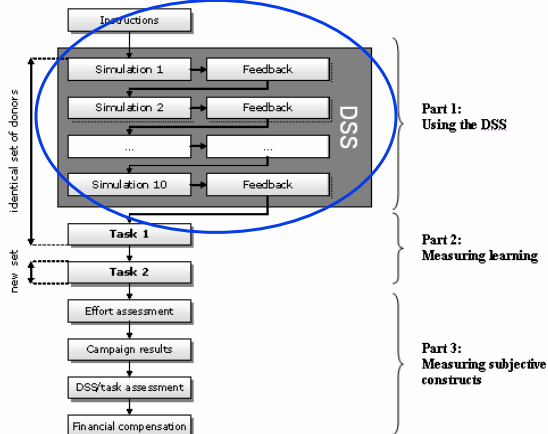 Instructions
Simulation 1
Feedback
Simulation 2
Feedback
...
...
Simulation 10
Feedback
DSS
identical set of donors
Part 1:
Using the DSS
Task 1
Task 2
new set
Part 2:
Measuring learning
Effort assessment
Campaign results
DSS/task assessment
Financial compensation
Part 3:
Measuring subjective
constructs